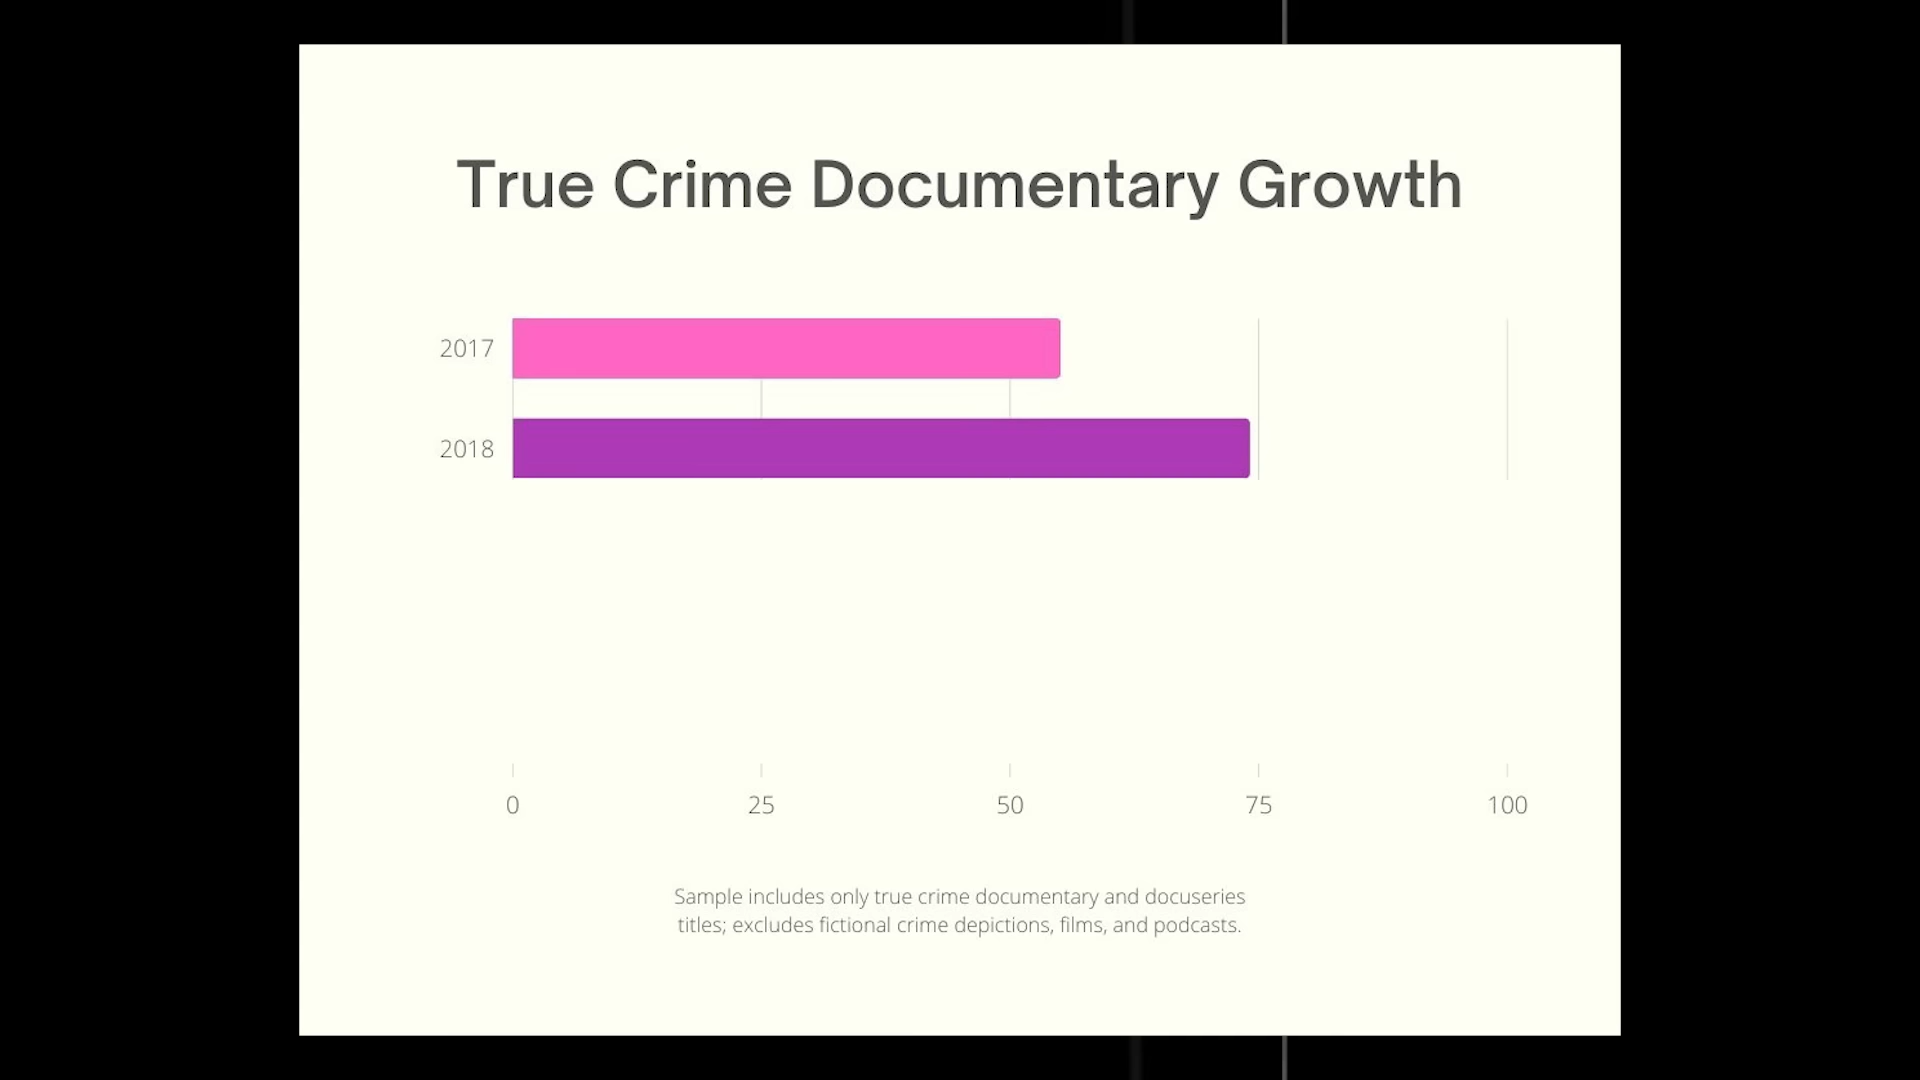 True Crime Documentary Growth
2017
2018
0 25 50 75 100
Sample includes only true crime documentary and docuseries
titles; excludes fictional crime depictions, films, and podcasts.